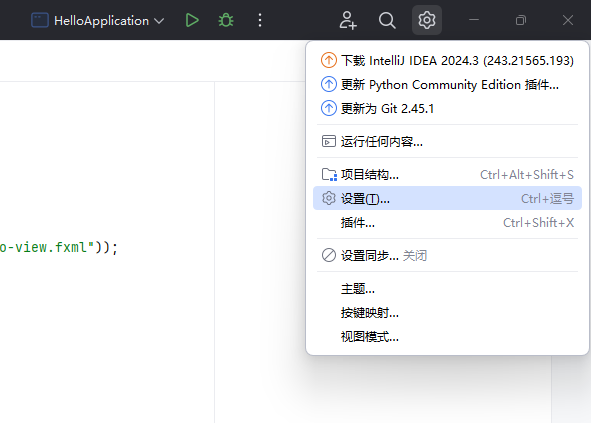 HelloApplication
下载 IntelliJ IDEA 2024.3 (243.21565.193)
更新 Python Community Edition 插件...
更新为 Git 2.45.1
运行任何内容...
项目结构... Ctrl+Alt+Shift+S
设置(T)... Ctrl+逗号
插件... Ctrl+Shift+X
o-view.fxml"));
设置同步... 关闭
主题...
按键映射...
视图模式...